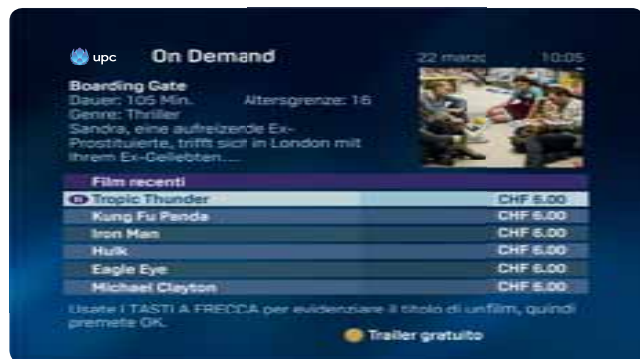 upc On Demand 22 marzo 10:05
Boarding Gate
Dauer: 105 Min. Altersgrenze: 16
Genre: Thriller
Sandra, eine aufreizende Ex-
Prostituierte, trifft sich in London mit
Ihrem Ex-Geliebten....
Film recenti
Tropic Thunder CHF 6.00
Kung Fu Panda CHF 6.00
Iron Man CHF 6.00
Hulk CHF 6.00
Eagle Eye CHF 6.00
Michael Clayton CHF 6.00
Usate I TASTI A FRECCA per evidenziare il titolo di unfilm, quindi
premete OK.
Trailer gratuito